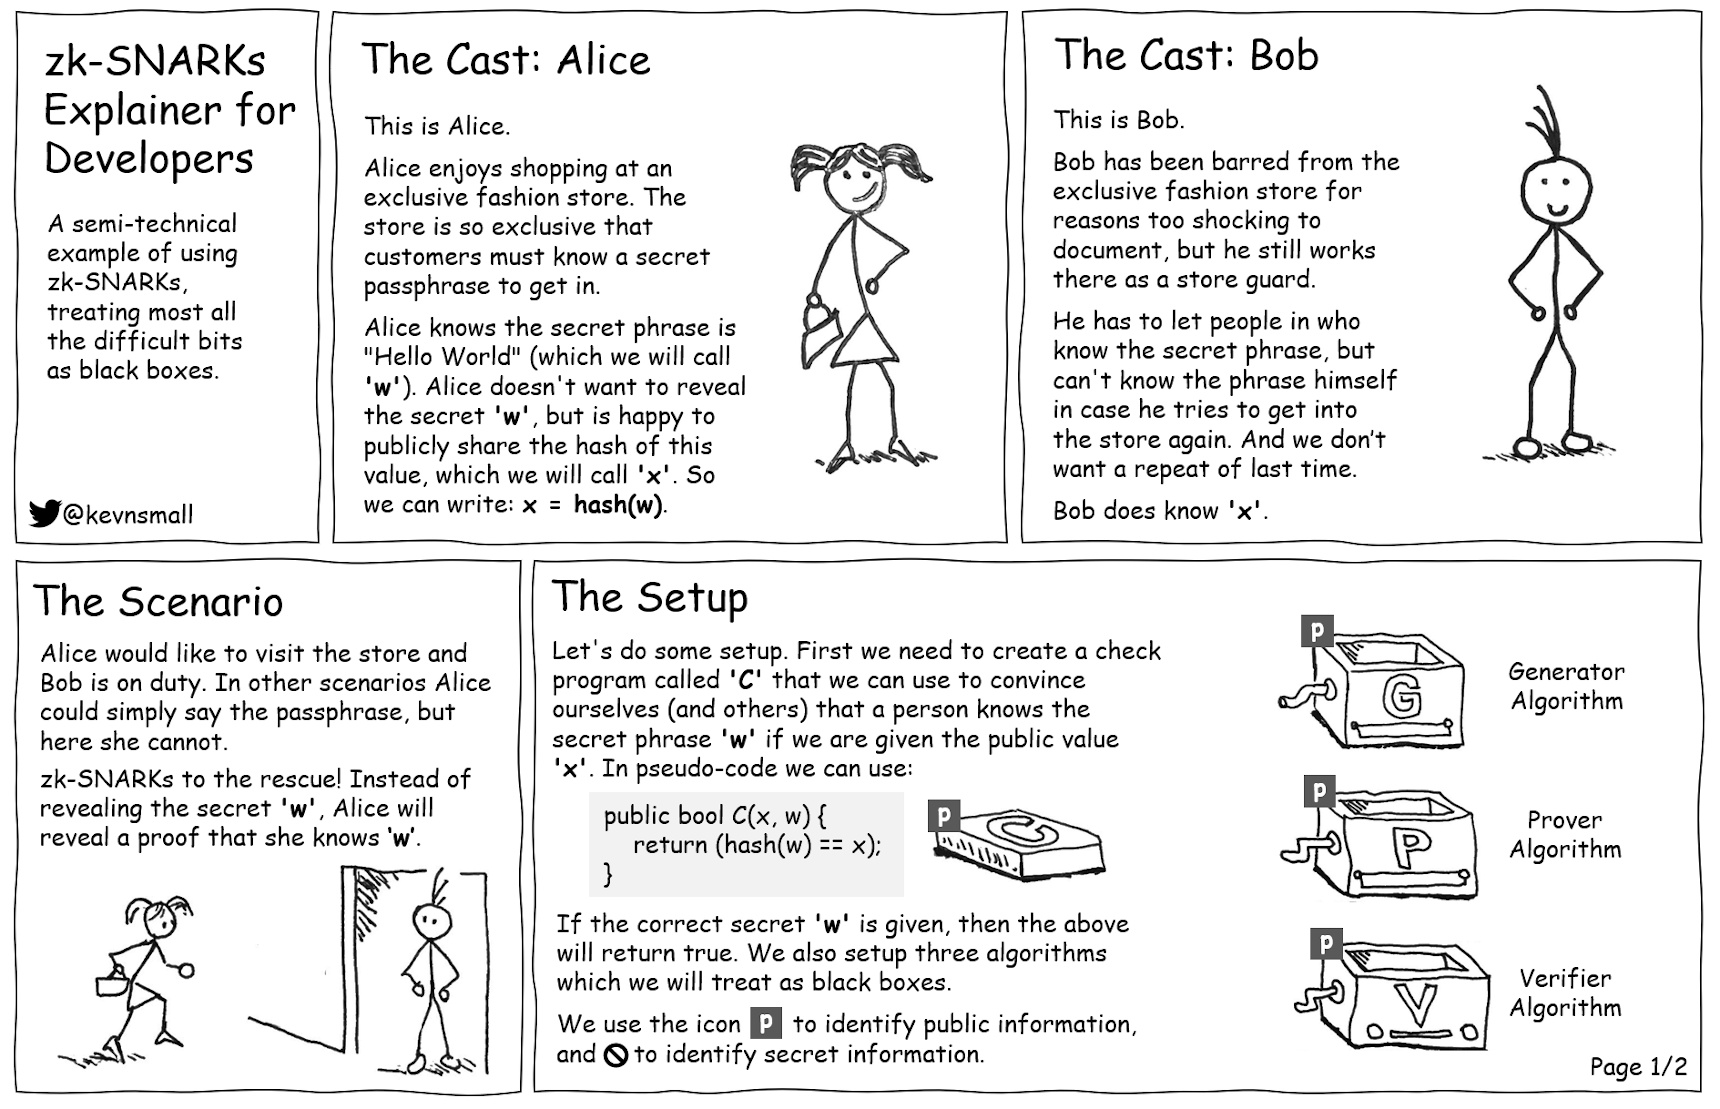 zk-SNARKs
Explainer for
Developers
A semi-technical
example of using
zk-SNARKs,
treating most all
the difficult bits
as black boxes.
@kevnsmall
The Cast: Alice
This is Alice.
Alice enjoys shopping at an
exclusive fashion store. The
store is so exclusive that
customers must know a secret
passphrase to get in.
Alice knows the secret phrase is
"Hello World" (which we will call
'w'). Alice doesn't want to reveal
the secret 'w', but is happy to
publicly share the hash of this
value, which we will call 'x'. So
we can write: x = hash(w).
The Cast: Bob
This is Bob.
Bob has been barred from the
exclusive fashion store for
reasons too shocking to
document, but he still works
there as a store guard.
He has to let people in who
know the secret phrase, but
can't know the phrase himself
in case he tries to get into
the store again. And we don't
want a repeat of last time.
Bob does know 'x'.
The Scenario
Alice would like to visit the store and
Bob is on duty. In other scenarios Alice
could simply say the passphrase, but
here she cannot.
zk-SNARKs to the rescue! Instead of
revealing the secret 'w', Alice will
reveal a proof that she knows 'w'.
The Setup
Let's do some setup. First we need to create a check
program called 'C' that we can use to convince
ourselves (and others) that a person knows the
secret phrase 'w' if we are given the public value
'x'. In pseudo-code we can use:
public bool C(x, w) {
return (hash(w) == x);
}
p
C
If the correct secret 'w' is given, then the above
will return true. We also setup three algorithms
which we will treat as black boxes.
We use the icon p to identify public information,
and to identify secret information.
p
G
Generator
Algorithm
p
P
Prover
Algorithm
p
V
Verifier
Algorithm
Page 1/2